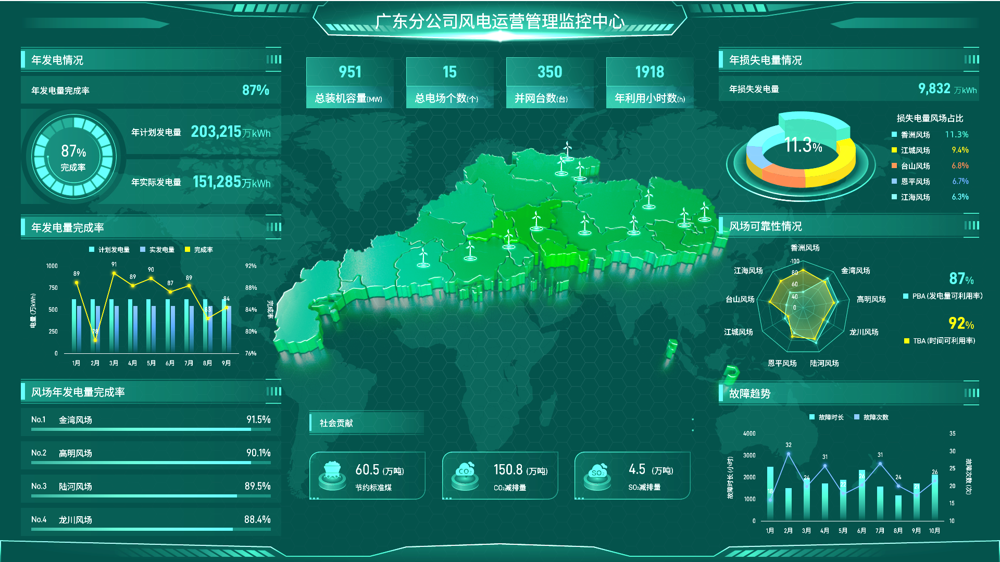 广东分公司风电运营管理监控中心
年发电情况
年发电量完成率 87%
87%
完成率
年计划发电量 203,215万kWh
年实际发电量 151,285万kWh
年发电量完成率
计划发电量 实发电量 完成率
电量 (万kWh)
1000
750
500
250
0
89 78 91 89 90 87 89 83 84
92%
88%
84%
80%
76%
完成率
1月 2月 3月 4月 5月 6月 7月 8月 9月
风场年发电量完成率
No.1 金湾风场 91.5%
No.2 高明风场 90.1%
No.3 陆河风场 89.5%
No.4 龙川风场 88.4%
951
总装机容量(MW)
15
总电场个数(个)
350
并网台数(台)
1918
年利用小时数(h)
社会贡献
60.5 (万吨)
节约标准煤
CO₂
150.8 (万吨)
CO₂减排量
SO₂
4.5 (万吨)
SO₂减排量
年损失电量情况
年损失发电量 9,832 万kWh
11.3%
损失电量风场占比
香洲风场 11.3%
江城风场 9.4%
台山风场 6.8%
恩平风场 6.7%
江海风场 6.3%
风场可靠性情况
香洲风场
金湾风场
高明风场
龙川风场
陆河风场
恩平风场
江城风场
台山风场
江海风场
100
80
60
40
0
87%
PBA (发电量可利用率)
92%
TBA (时间可利用率)
故障趋势
故障时长 故障次数
故障时长 (小时)
4000
3000
2000
1000
0
18 32 24 31 22 26 31 24 21 26
35
30
25
20
15
10
故障次数 (次)
1月 2月 3月 4月 5月 6月 7月 8月 9月 10月